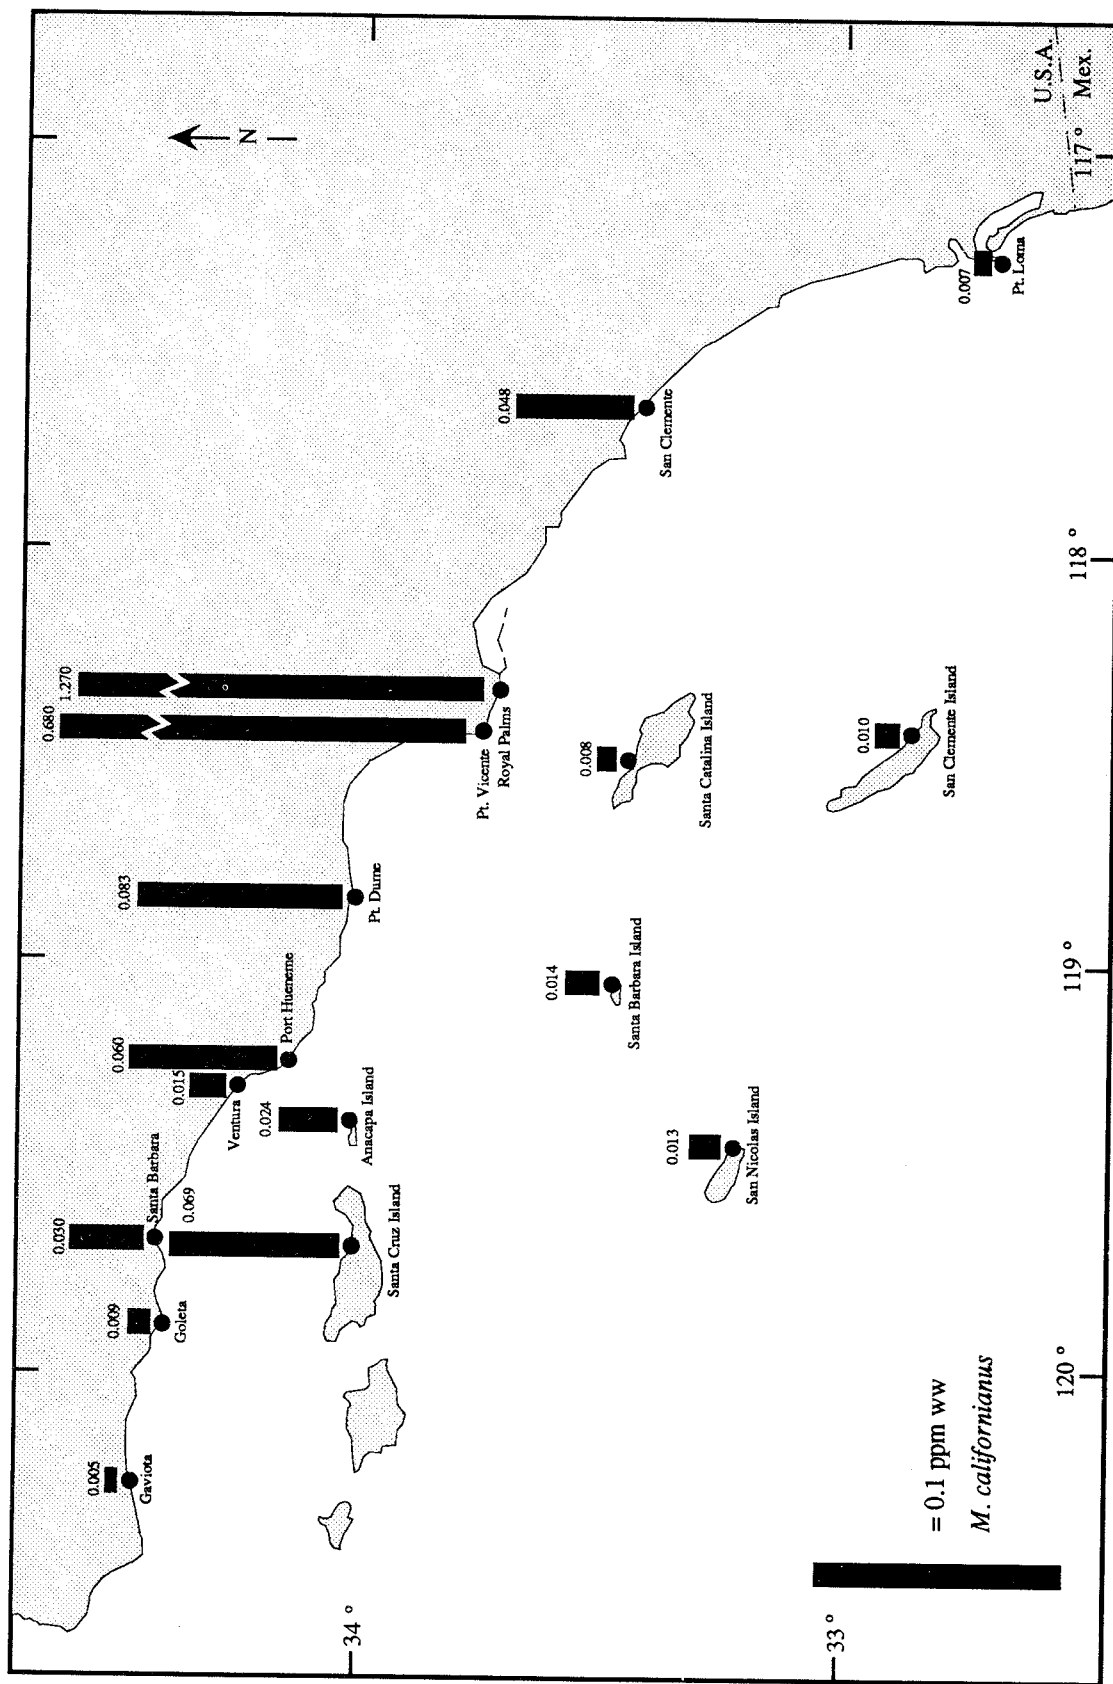 N
U.S.A.
Mex.
117 °
118 °
119 °
120 °
34 °
33 °
0.005
Gaviota
0.009
Goleta
0.030
Santa Barbara
0.069
Santa Cruz Island
0.015
Ventura
0.024
Anacapa Island
0.060
Port Hueneme
0.083
Pt. Dume
0.680
Pt. Vicente
1.270
Royal Palms
0.048
San Clemente
0.007
Pt. Loma
0.008
Santa Catalina Island
0.010
San Clemente Island
0.014
Santa Barbara Island
0.013
San Nicolas Island
= 0.1 ppm ww
M. californianus